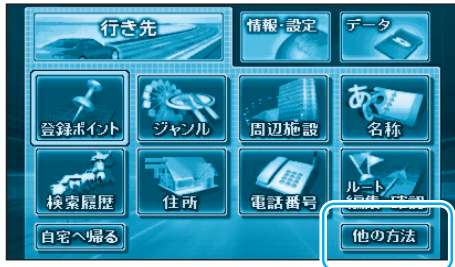 行き先
情報・設定
データ
登録ポイント
ジャンル
周辺施設
あ
名称
検索履歴
住所
電話番号
ルート
編集・確認
自宅へ帰る
他の方法